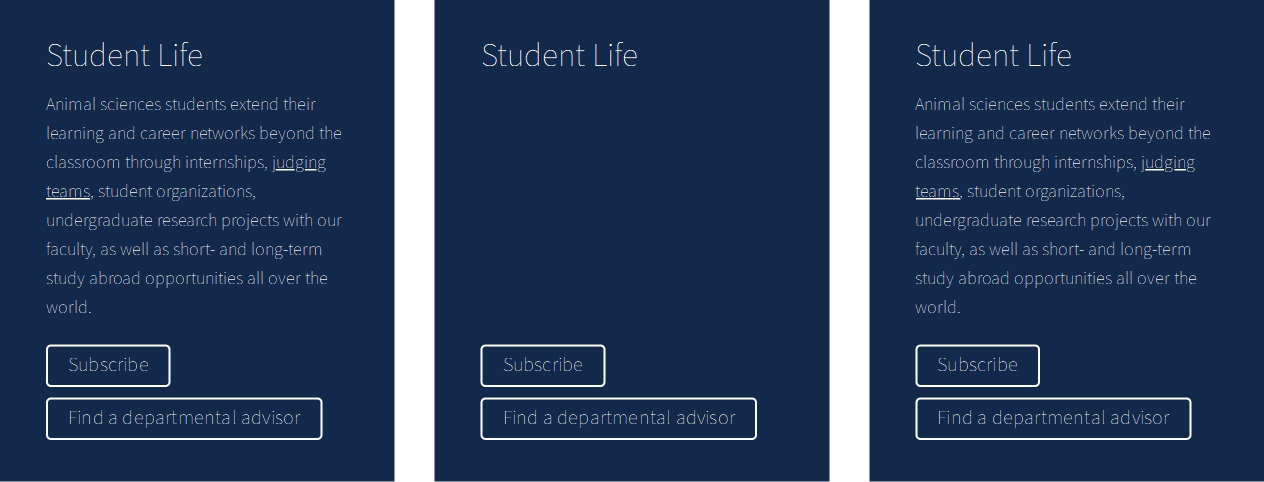 Student Life
Animal sciences students extend their
learning and career networks beyond the
classroom through internships, judging
teams, student organizations,
undergraduate research projects with our
faculty, as well as short- and long-term
study abroad opportunities all over the
world.
Subscribe
Find a departmental advisor
Student Life
Subscribe
Find a departmental advisor
Student Life
Animal sciences students extend their
learning and career networks beyond the
classroom through internships, judging
teams, student organizations,
undergraduate research projects with our
faculty, as well as short- and long-term
study abroad opportunities all over the
world.
Subscribe
Find a departmental advisor